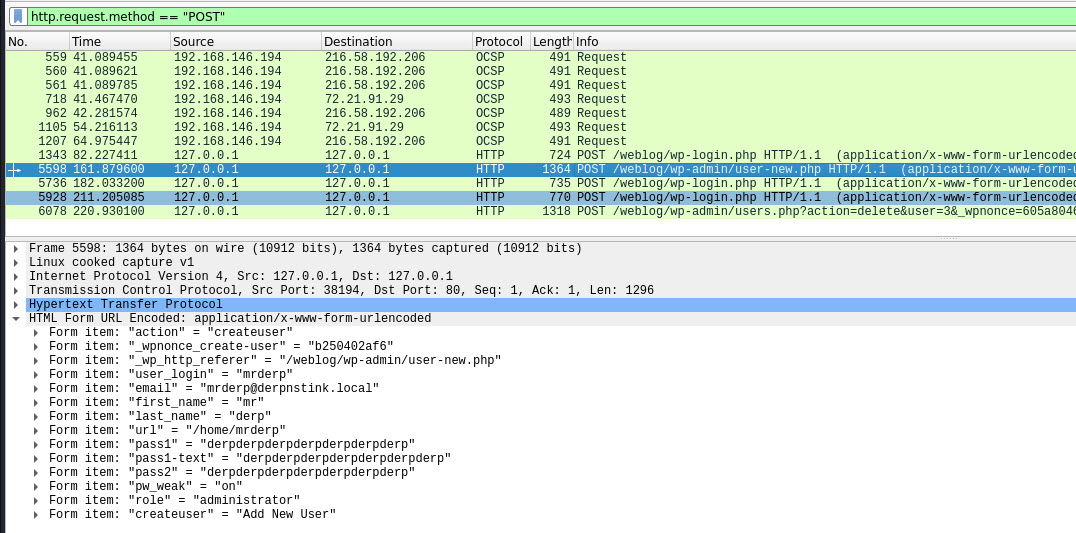 http.request.method == "POST"
No. Time Source Destination Protocol Length Info
559 41.089455 192.168.146.194 216.58.192.206 OCSP 491 Request
560 41.089621 192.168.146.194 216.58.192.206 OCSP 491 Request
561 41.089785 192.168.146.194 216.58.192.206 OCSP 491 Request
718 41.467470 192.168.146.194 72.21.91.29 OCSP 493 Request
962 42.281574 192.168.146.194 216.58.192.206 OCSP 489 Request
1105 54.216113 192.168.146.194 72.21.91.29 OCSP 493 Request
1207 64.975447 192.168.146.194 216.58.192.206 OCSP 491 Request
1343 82.227411 127.0.0.1 127.0.0.1 HTTP 724 POST /weblog/wp-login.php HTTP/1.1 (application/x-www-form-urlencoded
5598 161.879600 127.0.0.1 127.0.0.1 HTTP 1364 POST /weblog/wp-admin/user-new.php HTTP/1.1 (application/x-www-form-u
5736 182.033200 127.0.0.1 127.0.0.1 HTTP 735 POST /weblog/wp-login.php HTTP/1.1 (application/x-www-form-urlencoded
5928 211.205085 127.0.0.1 127.0.0.1 HTTP 770 POST /weblog/wp-login.php HTTP/1.1 (application/x-www-form-urlencoded
6078 220.930100 127.0.0.1 127.0.0.1 HTTP 1318 POST /weblog/wp-admin/users.php?action=delete&user=3&_wpnonce=605a8046
Frame 5598: 1364 bytes on wire (10912 bits), 1364 bytes captured (10912 bits)
Linux cooked capture v1
Internet Protocol Version 4, Src: 127.0.0.1, Dst: 127.0.0.1
Transmission Control Protocol, Src Port: 38194, Dst Port: 80, Seq: 1, Ack: 1, Len: 1296
Hypertext Transfer Protocol
HTML Form URL Encoded: application/x-www-form-urlencoded
Form item: "action" = "createuser"
Form item: "_wpnonce_create-user" = "b250402af6"
Form item: "_wp_http_referer" = "/weblog/wp-admin/user-new.php"
Form item: "user_login" = "mrderp"
Form item: "email" = "mrderp@derpnstink.local"
Form item: "first_name" = "mr"
Form item: "last_name" = "derp"
Form item: "url" = "/home/mrderp"
Form item: "pass1" = "derpderpderpderpderpderpderp"
Form item: "pass1-text" = "derpderpderpderpderpderpderp"
Form item: "pass2" = "derpderpderpderpderpderpderp"
Form item: "pw_weak" = "on"
Form item: "role" = "administrator"
Form item: "createuser" = "Add New User"